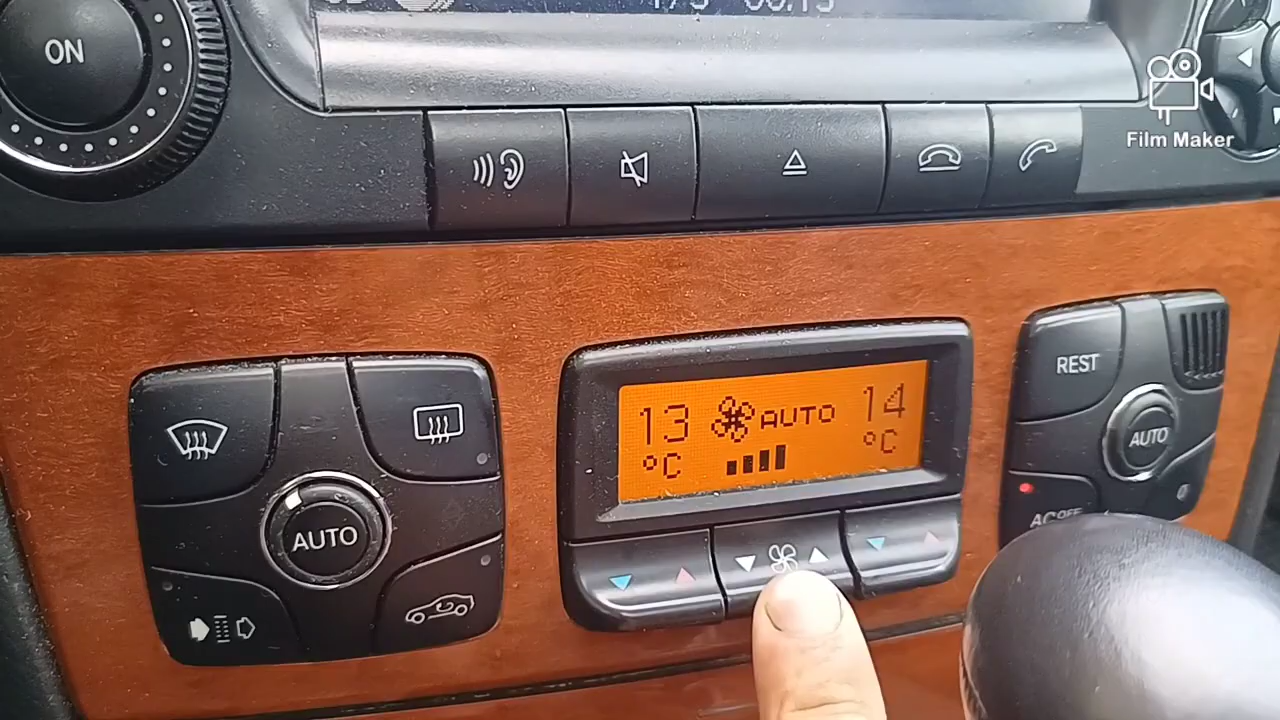 ON
Film Maker
13 AUTO 14
°C °C
AUTO
REST
AUTO
AC OFF